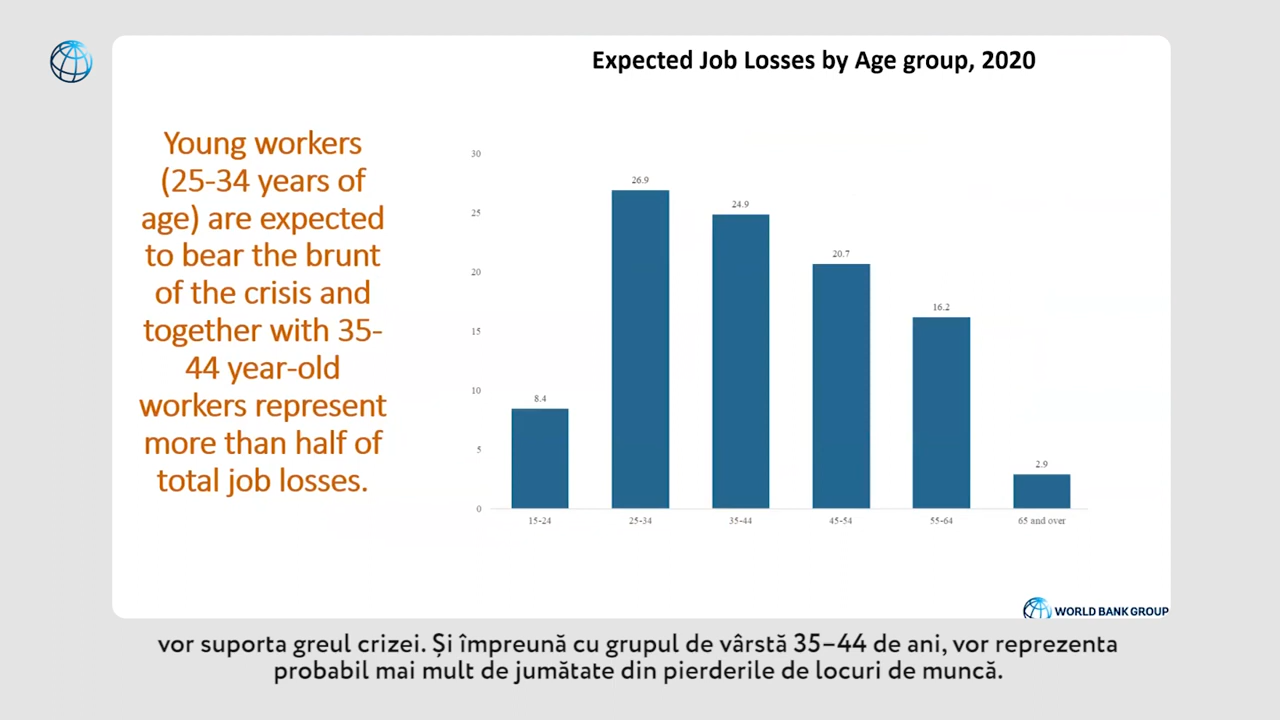 Expected Job Losses by Age group, 2020
Young workers
(25-34 years of
age) are expected
to bear the brunt
of the crisis and
together with 35-
44 year-old
workers represent
more than half of
total job losses.
30
25
20
15
10
5
0
8.4
26.9
24.9
20.7
16.2
2.9
15-24
25-34
35-44
45-54
55-64
65 and over
WORLD BANK GROUP
vor suporta greul crizei. Și împreună cu grupul de vârstă 35–44 de ani, vor reprezenta
probabil mai mult de jumătate din pierderile de locuri de muncă.